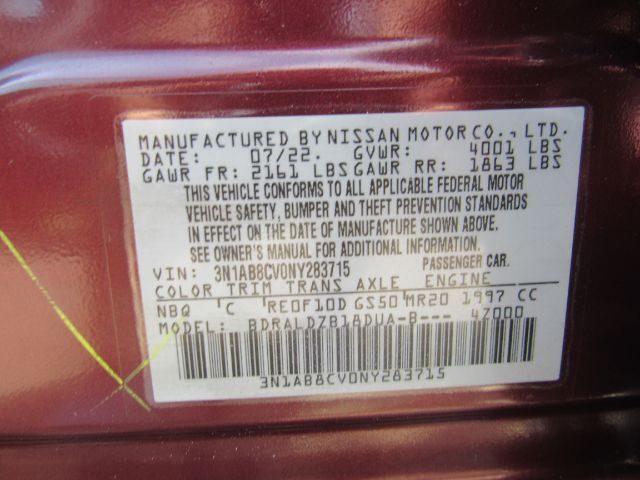 MANUFACTURED BY NISSAN MOTOR CO., LTD.
DATE: 07/22. GVWR: 4001 LBS
GAWR FR: 2161 LBS GAWR RR: 1863 LBS
THIS VEHICLE CONFORMS TO ALL APPLICABLE FEDERAL MOTOR
VEHICLE SAFETY, BUMPER AND THEFT PREVENTION STANDARDS
IN EFFECT ON THE DATE OF MANUFACTURE SHOWN ABOVE.
SEE OWNER'S MANUAL FOR ADDITIONAL INFORMATION.
VIN: 3N1AB8CV0NY283715 PASSENGER CAR.
COLOR TRIM TRANS AXLE ENGINE
NBQ C RE0F10D GS50 MR20 1997 CC
MODEL: BDRALDZB18DUA-B--- 47000
3N1AB8CV0NY283715